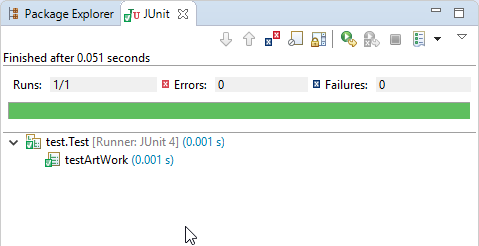 Package Explorer JUnit
Finished after 0.051 seconds
Runs: 1/1 Errors: 0 Failures: 0
test.Test [Runner: JUnit 4] (0.001 s)
testArtWork (0.001 s)